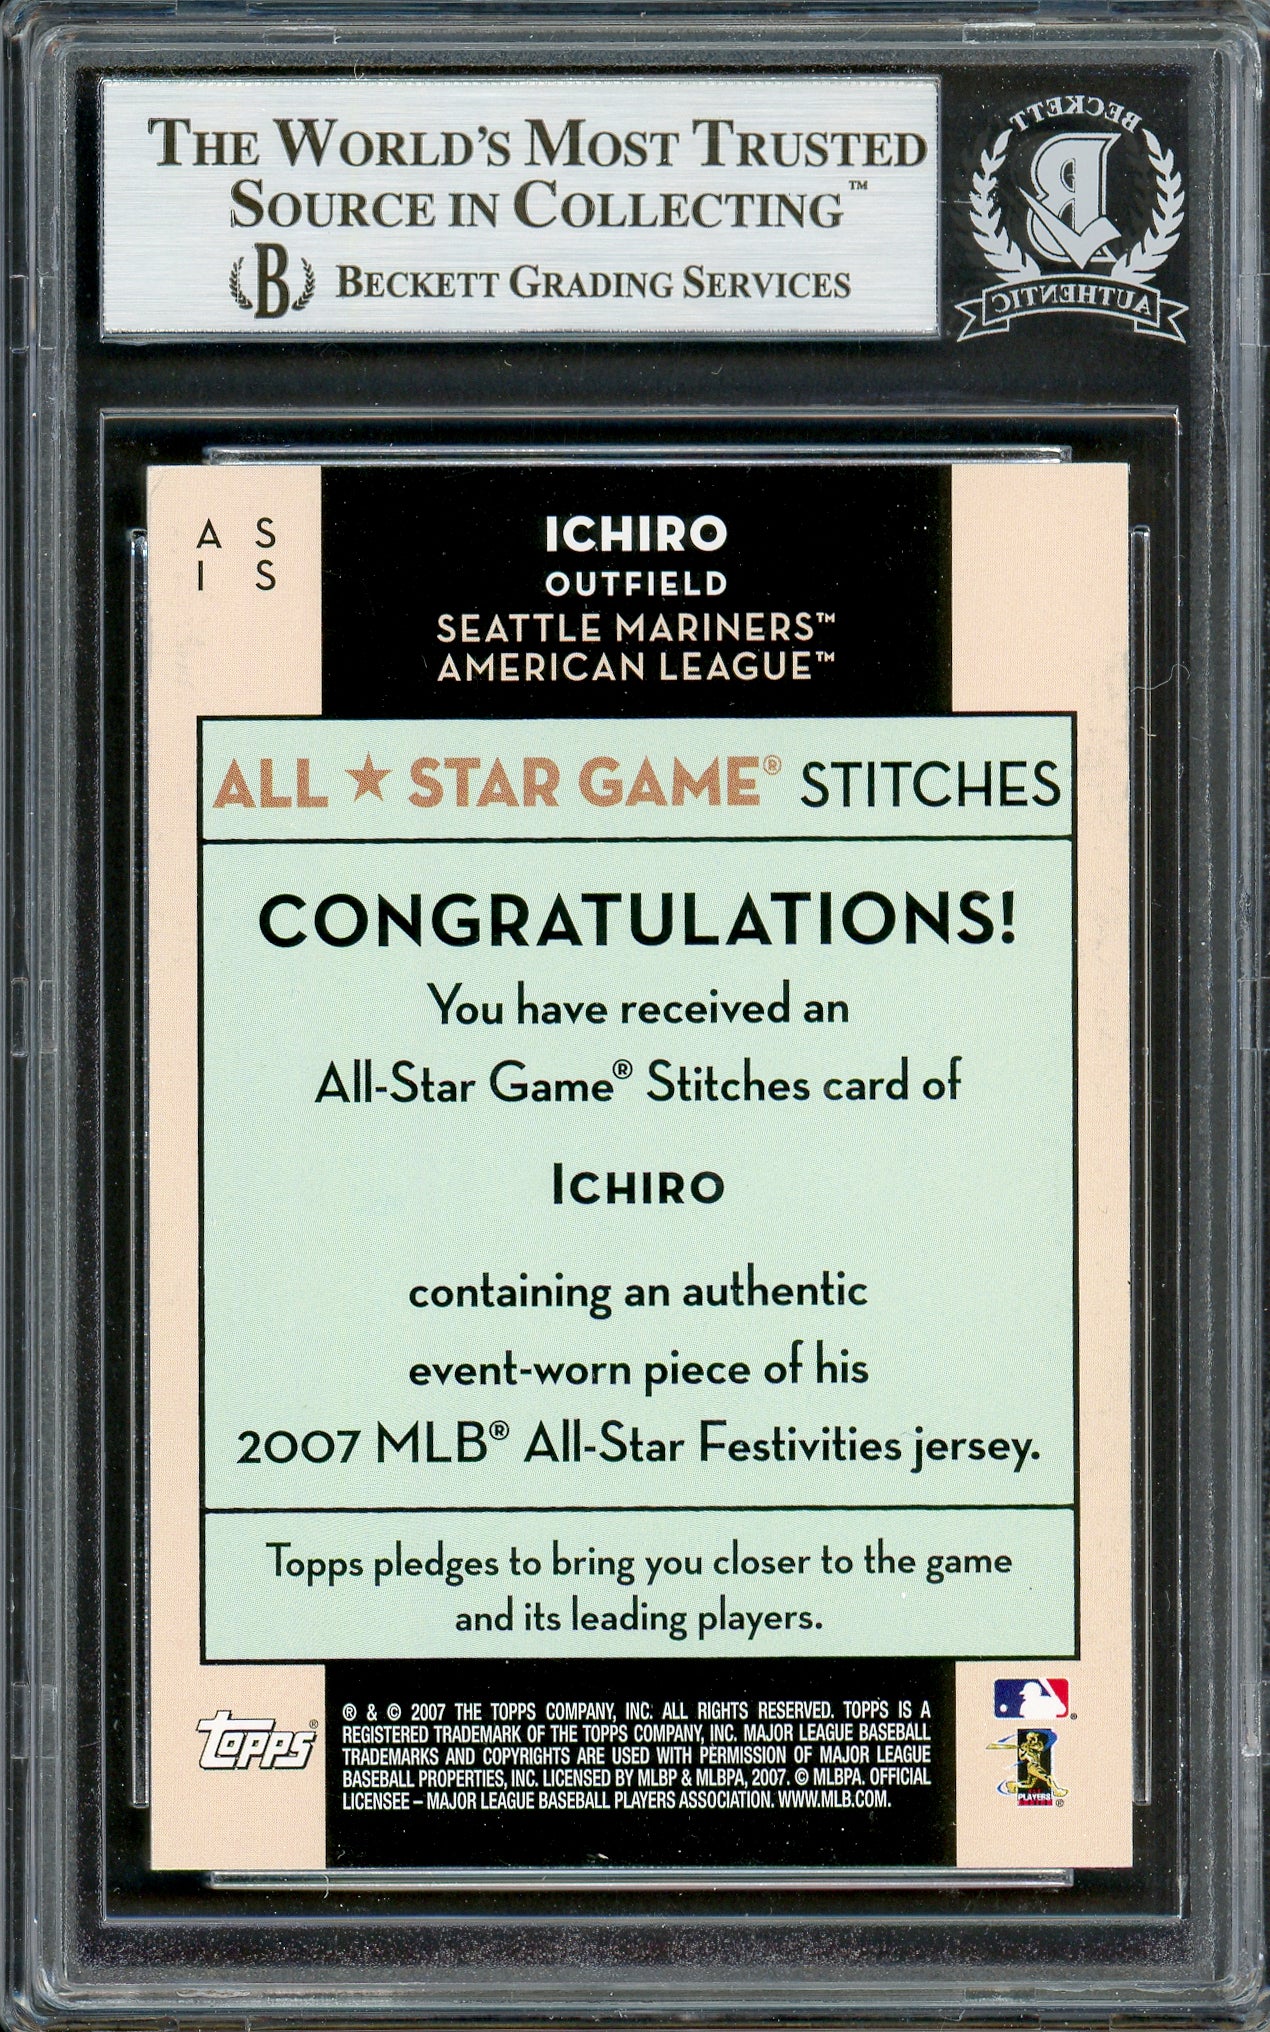 THE WORLD'S MOST TRUSTED
SOURCE IN COLLECTING™
B BECKETT GRADING SERVICES
BECKETT
B
AUTHENTIC
A S
I S
ICHIRO
OUTFIELD
SEATTLE MARINERS™
AMERICAN LEAGUE™
ALL ★ STAR GAME® STITCHES
CONGRATULATIONS!
You have received an
All-Star Game® Stitches card of
ICHIRO
containing an authentic
event-worn piece of his
2007 MLB® All-Star Festivities jersey.
Topps pledges to bring you closer to the game
and its leading players.
Topps®
® & © 2007 THE TOPPS COMPANY, INC. ALL RIGHTS RESERVED. TOPPS IS A
REGISTERED TRADEMARK OF THE TOPPS COMPANY, INC. MAJOR LEAGUE BASEBALL
TRADEMARKS AND COPYRIGHTS ARE USED WITH PERMISSION OF MAJOR LEAGUE
BASEBALL PROPERTIES, INC. LICENSED BY MLBP & MLBPA, 2007. © MLBPA. OFFICIAL
LICENSEE – MAJOR LEAGUE BASEBALL PLAYERS ASSOCIATION. WWW.MLB.COM.
PLAYERS